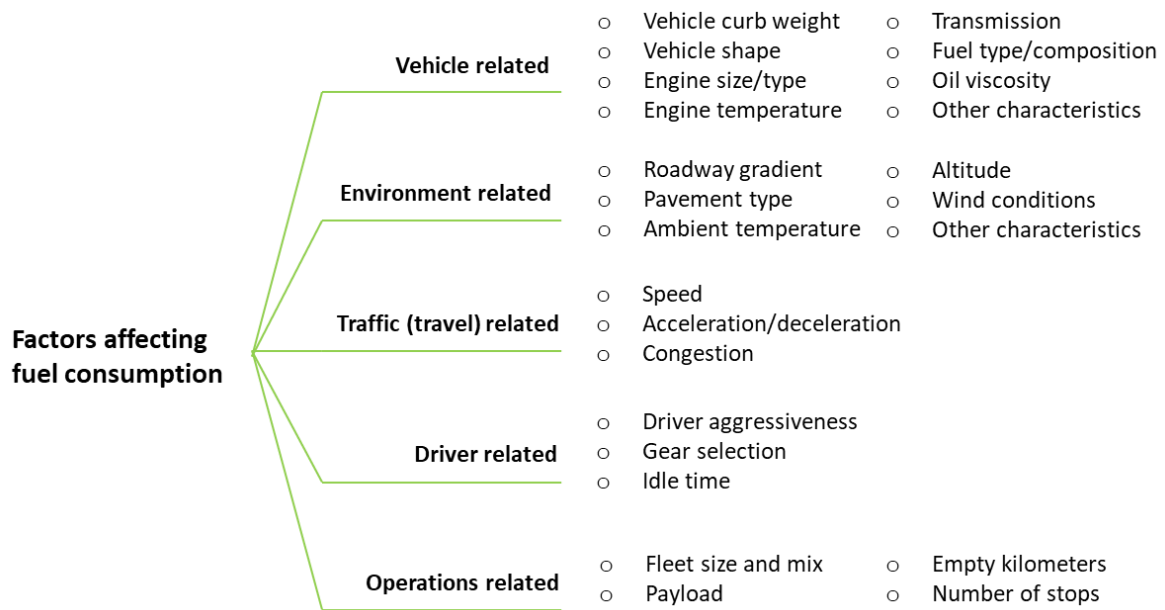 Factors affecting
fuel consumption
Vehicle related
o Vehicle curb weight
o Vehicle shape
o Engine size/type
o Engine temperature
o Transmission
o Fuel type/composition
o Oil viscosity
o Other characteristics
Environment related
o Roadway gradient
o Pavement type
o Ambient temperature
o Altitude
o Wind conditions
o Other characteristics
Traffic (travel) related
o Speed
o Acceleration/deceleration
o Congestion
Driver related
o Driver aggressiveness
o Gear selection
o Idle time
Operations related
o Fleet size and mix
o Payload
o Empty kilometers
o Number of stops